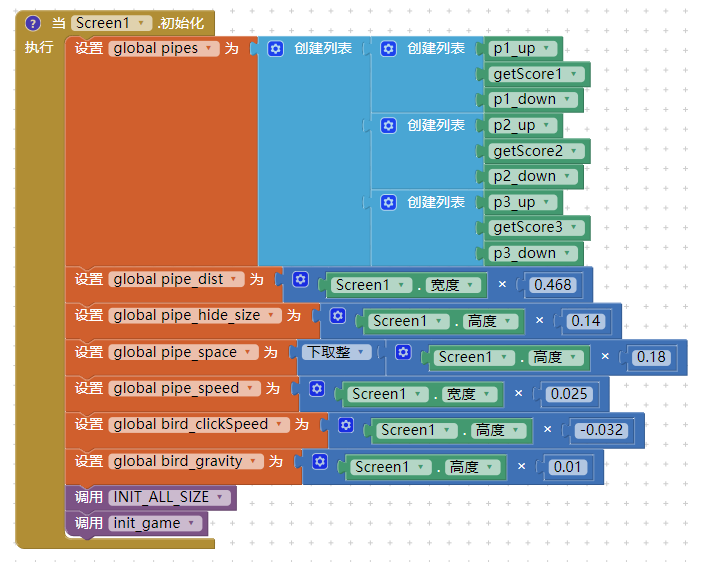 ? 当 Screen1 .初始化
执行 设置 global pipes 为 创建列表 创建列表 p1_up
getScore1
p1_down
创建列表 p2_up
getScore2
p2_down
创建列表 p3_up
getScore3
p3_down
设置 global pipe_dist 为 Screen1 . 宽度 × 0.468
设置 global pipe_hide_size 为 Screen1 . 高度 × 0.14
设置 global pipe_space 为 下取整 Screen1 . 高度 × 0.18
设置 global pipe_speed 为 Screen1 . 宽度 × 0.025
设置 global bird_clickSpeed 为 Screen1 . 高度 × -0.032
设置 global bird_gravity 为 Screen1 . 高度 × 0.01
调用 INIT_ALL_SIZE
调用 init_game